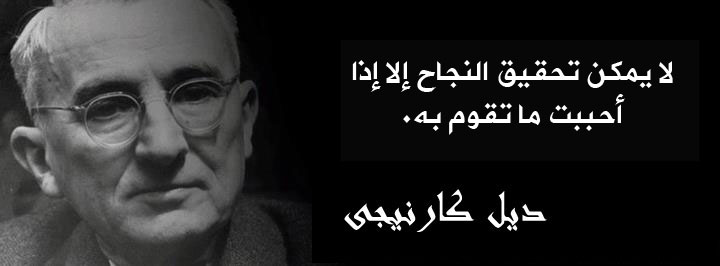 لا يمكن تحقيق النجاح إلا إذا
أحببت ما تقوم به.
ديل كارنيجى